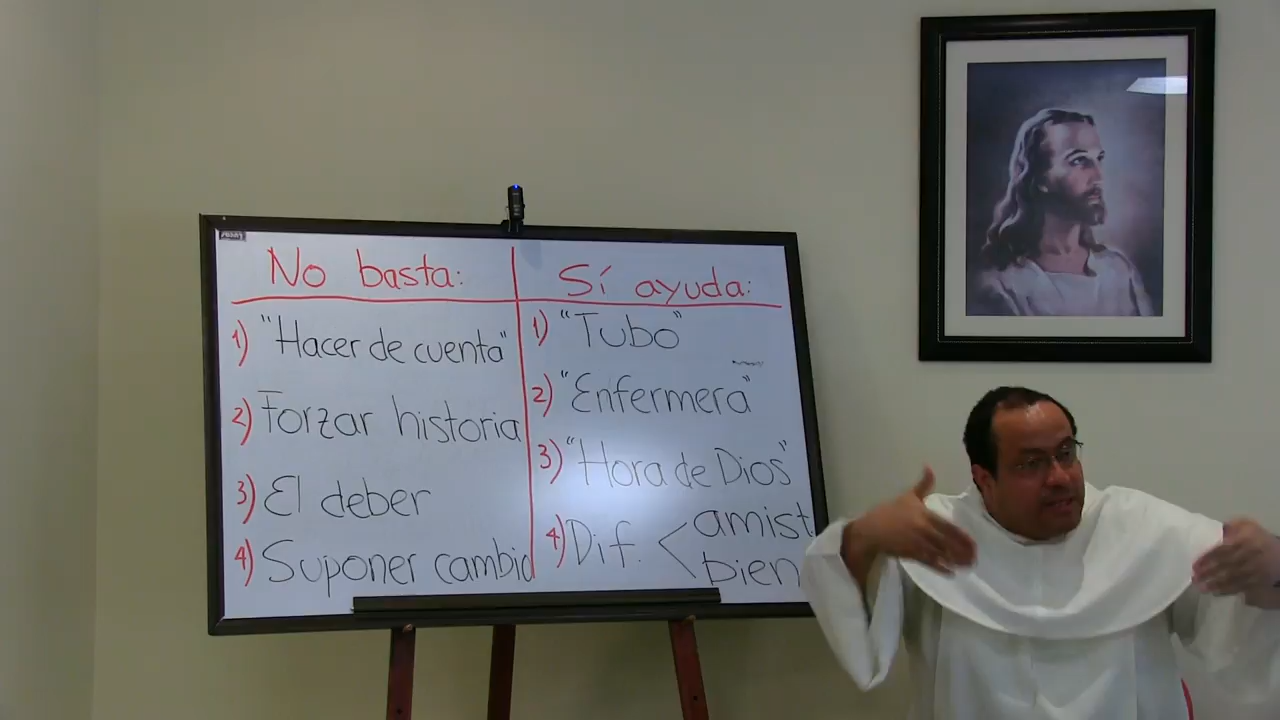 No basta:
1) "Hacer de cuenta"
2) Forzar historia
3) El deber
4) Suponer cambio
Sí ayuda:
1) "Tubo"
2) "Enfermera"
3) "Hora de Dios"
4) Dif. < amist
bien